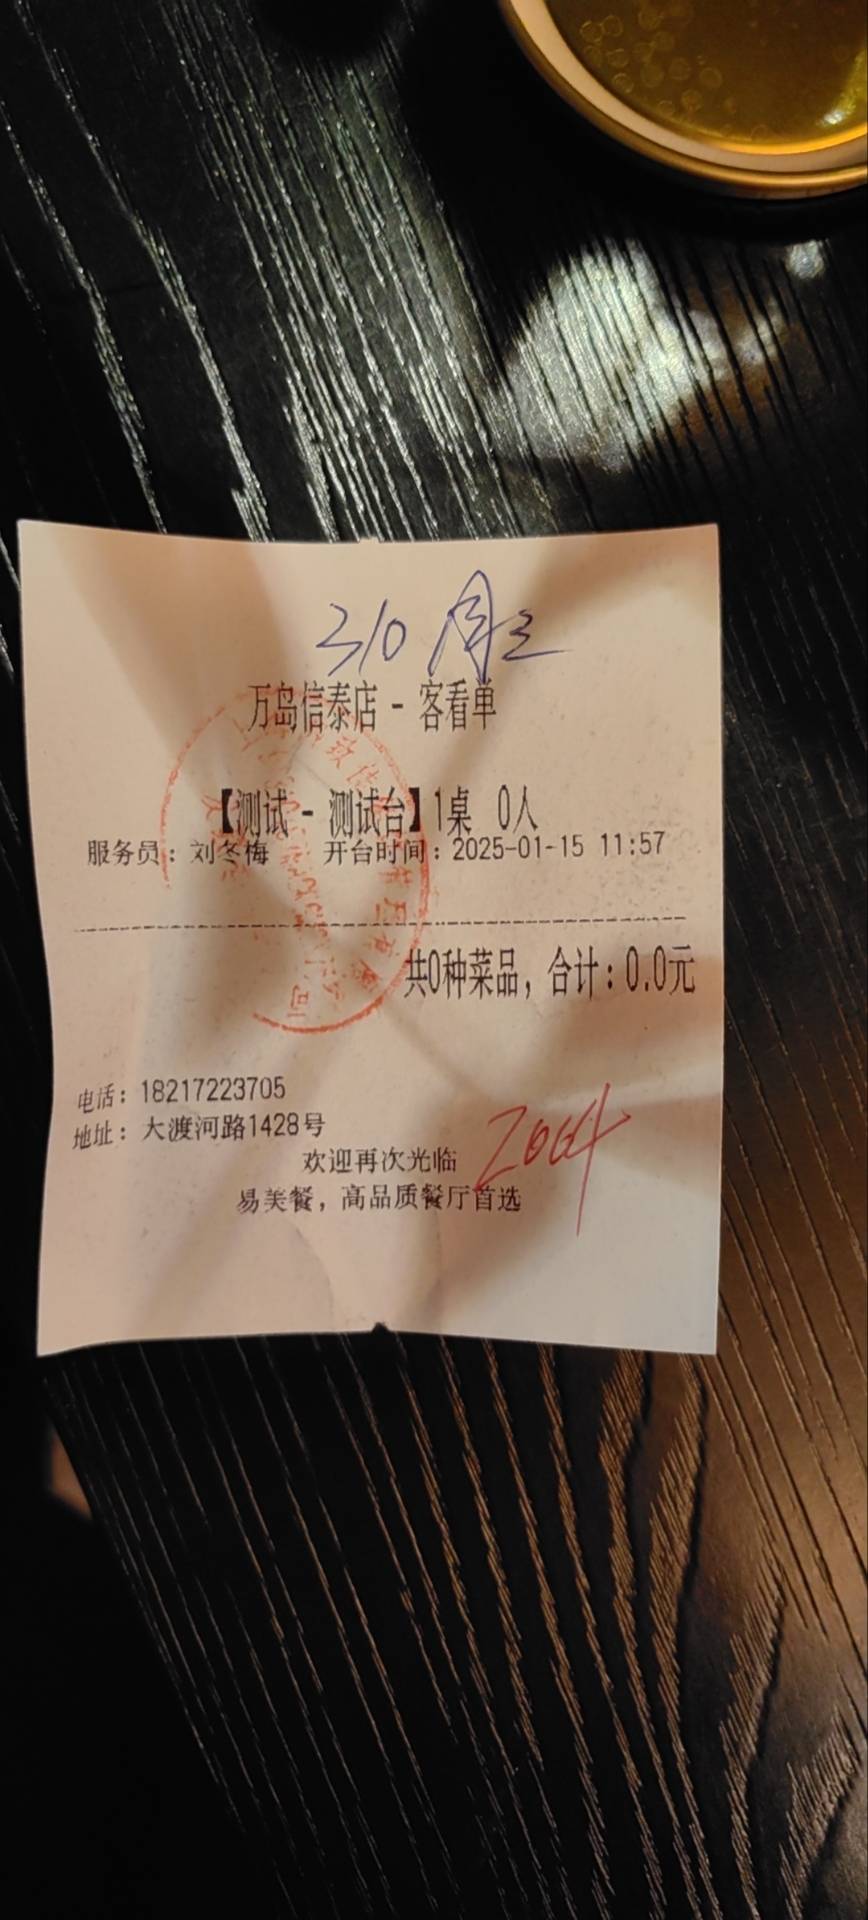 310 周三
万岛信泰店 - 客看单
【测试 - 测试台】1桌 0人
服务员：刘冬梅 开台时间：2025-01-15 11:57
共0种菜品，合计：0.0元
电话：18217223705
地址：大渡河路1428号
欢迎再次光临
易美餐，高品质餐厅首选